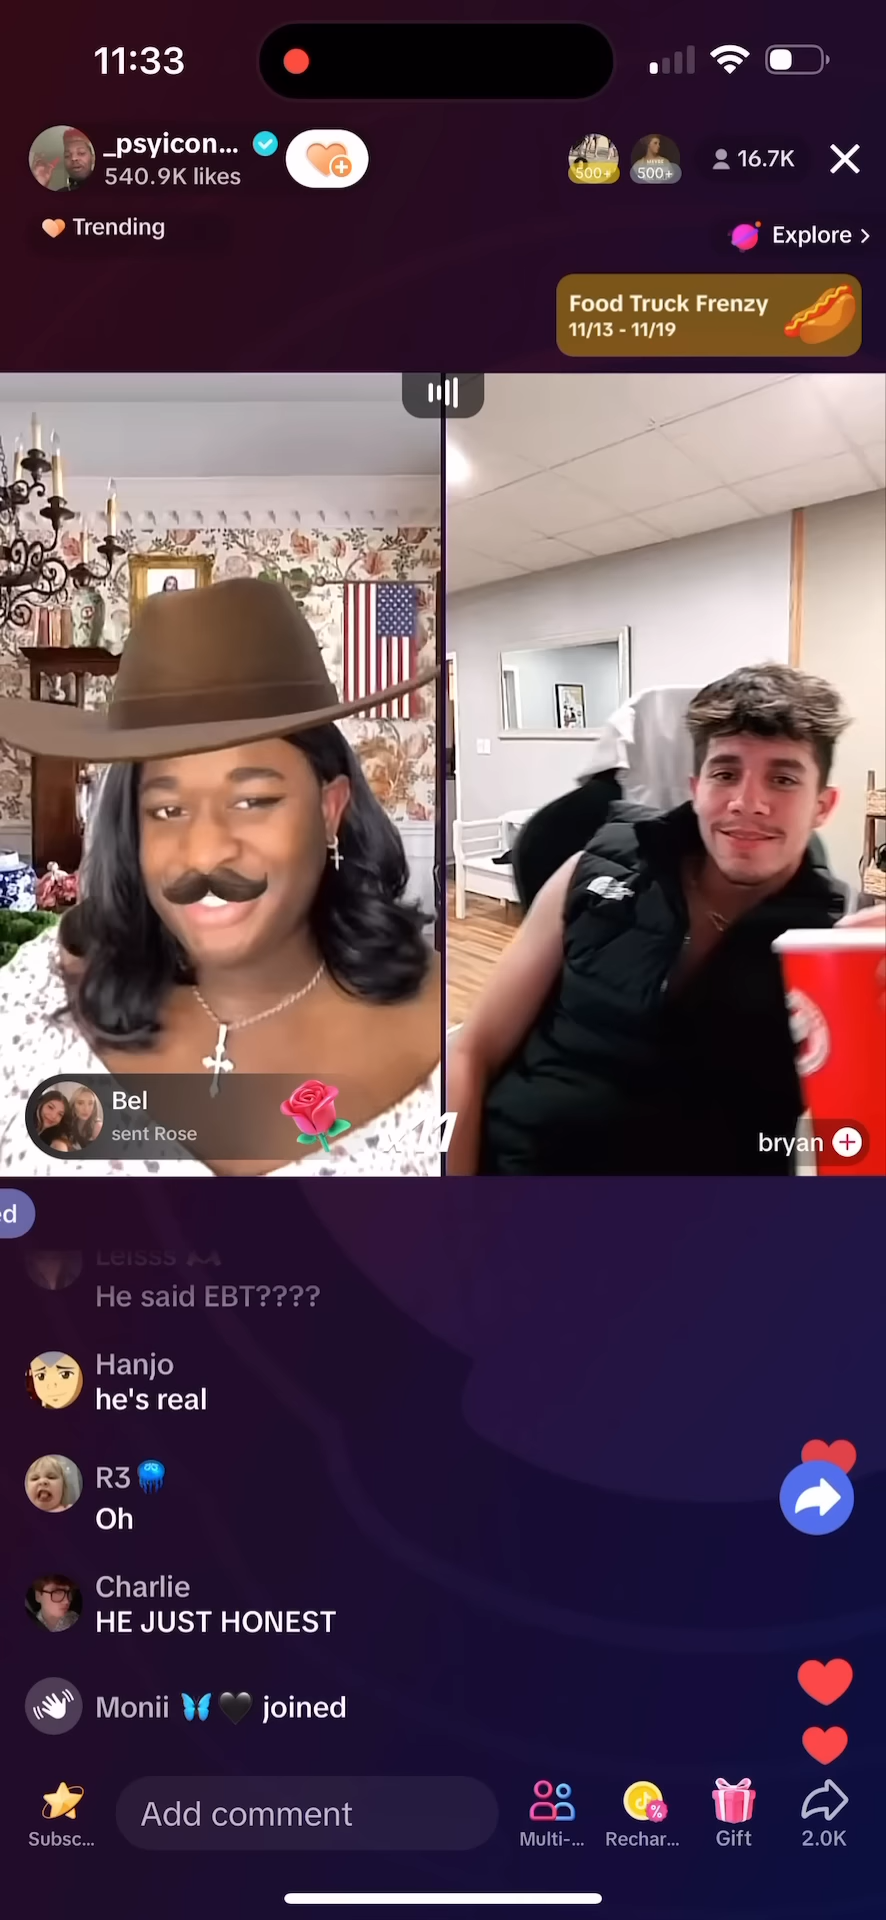 11:33
_psyicon...
540.9K likes
500+
500+
16.7K
Trending
Explore >
Food Truck Frenzy
11/13 - 11/19
Bel
sent Rose
bryan
ed
Leisss
He said EBT????
Hanjo
he's real
R3
Oh
Charlie
HE JUST HONEST
Monii 🦋🖤 joined
Subsc...
Add comment
Multi-...
Rechar...
Gift
2.0K